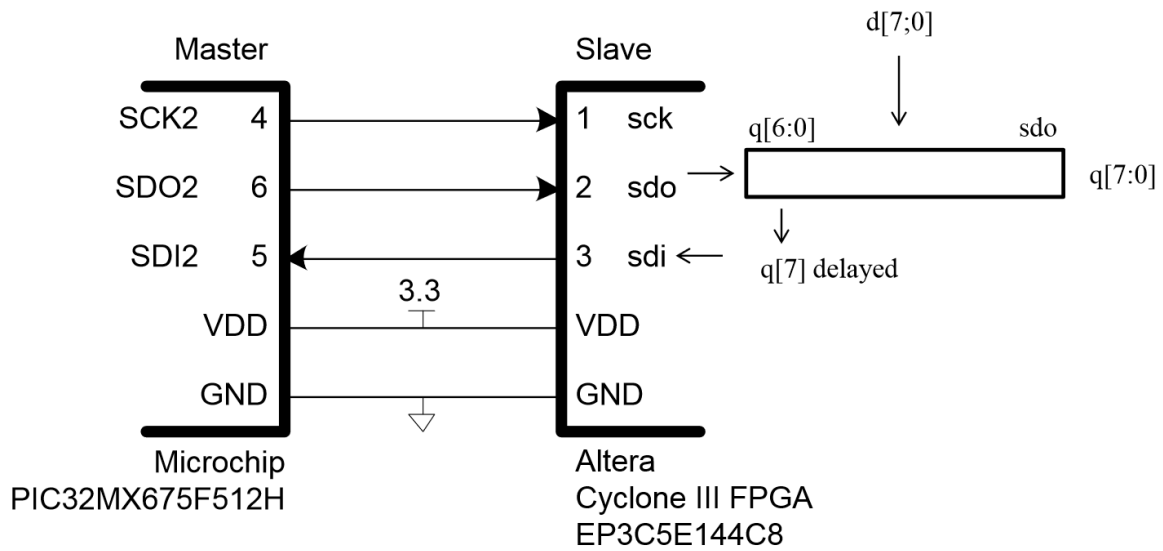 d[7;0]
Master
Slave
SCK2 4
1 sck
q[6:0]
sdo
SDO2 6
2 sdo
q[7:0]
SDI2 5
3 sdi
q[7] delayed
3.3
VDD
VDD
GND
GND
Microchip
PIC32MX675F512H
Altera
Cyclone III FPGA
EP3C5E144C8